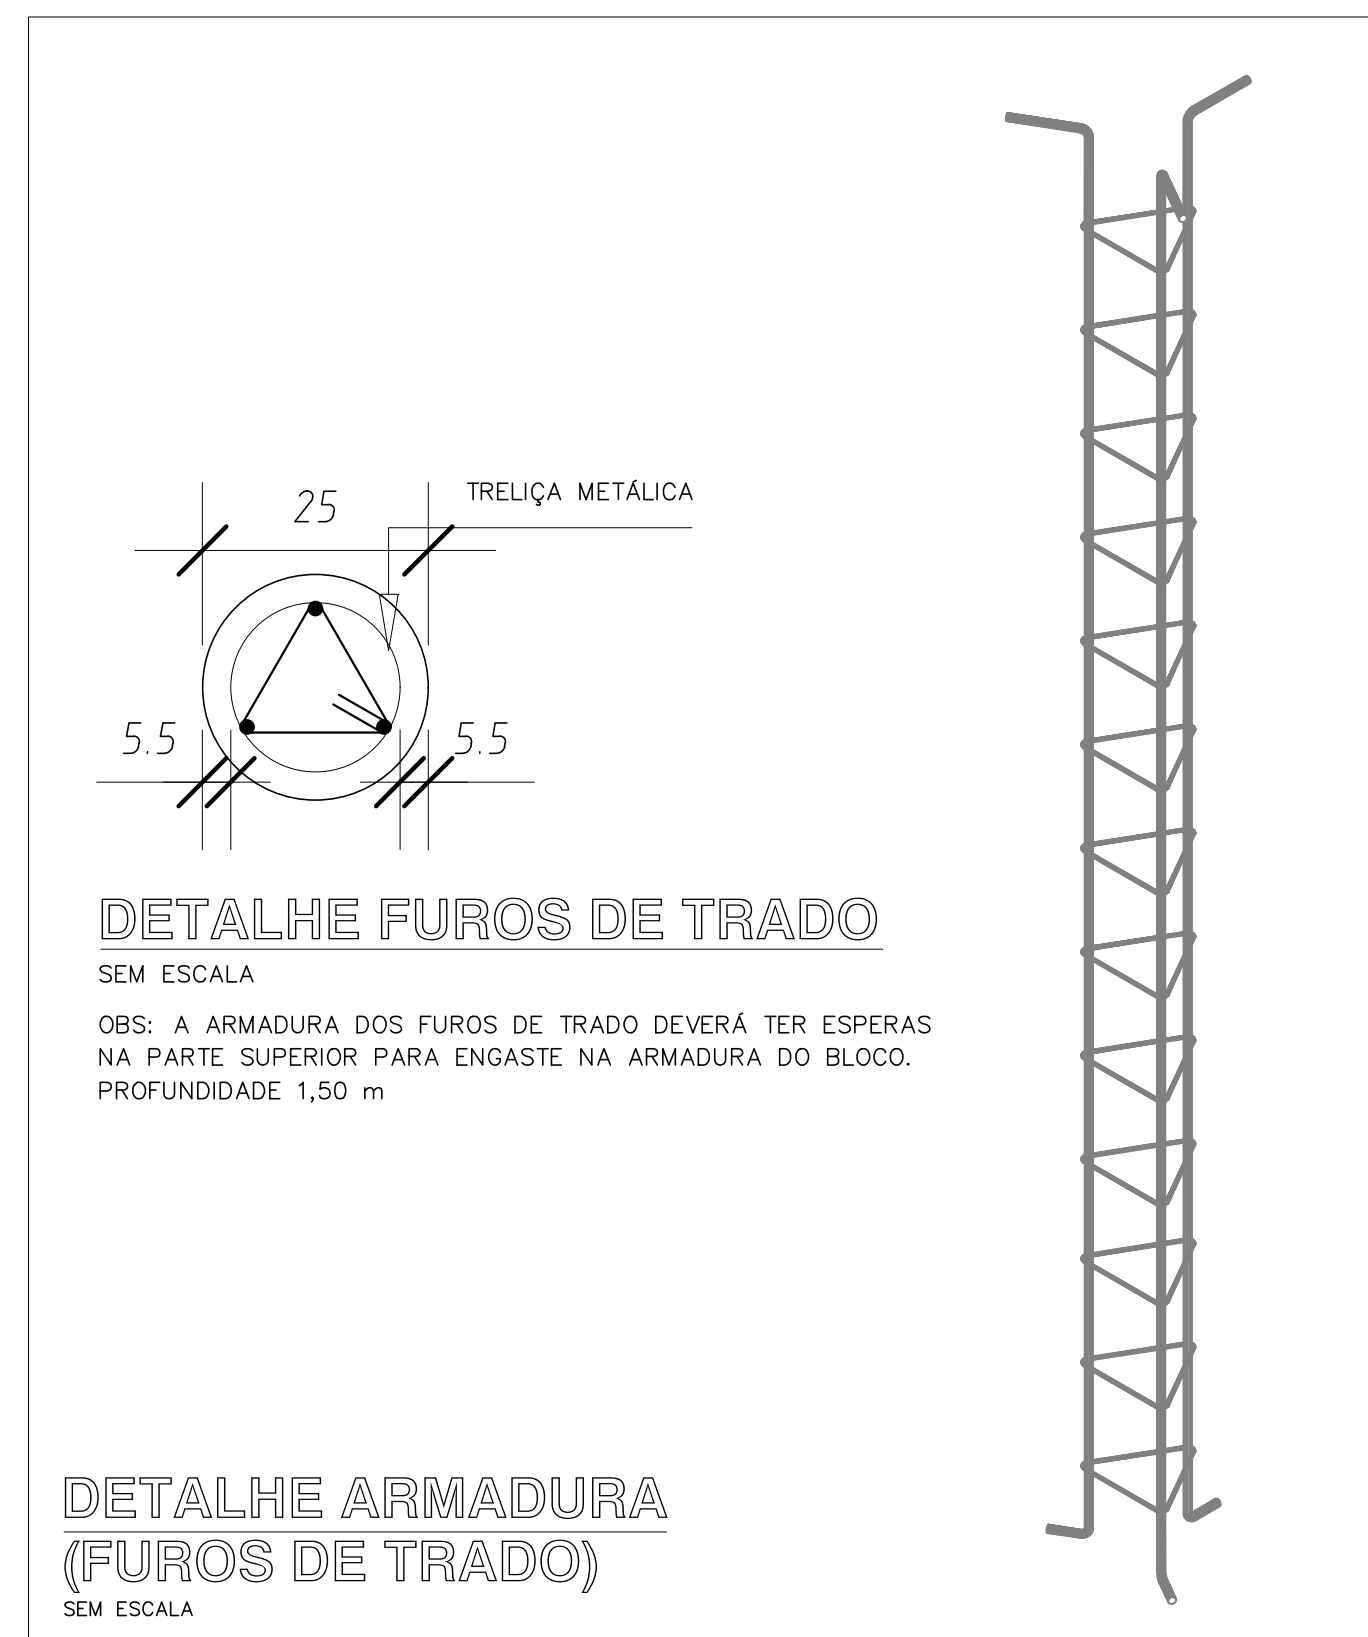 25
TRELIÇA METÁLICA
5.5
5.5
DETALHE FUROS DE TRADO
SEM ESCALA
OBS: A ARMADURA DOS FUROS DE TRADO DEVERÁ TER ESPERAS
NA PARTE SUPERIOR PARA ENGASTE NA ARMADURA DO BLOCO.
PROFUNDIDADE 1,50 m
DETALHE ARMADURA
(FUROS DE TRADO)
SEM ESCALA